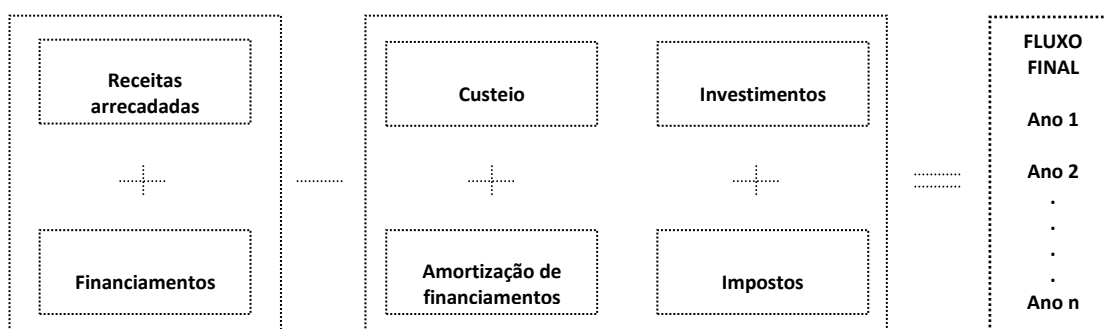 Receitas
arrecadadas
Financiamentos
Custeio
Amortização de
financiamentos
Investimentos
Impostos
FLUXO
FINAL
Ano 1
Ano 2
.
.
.
.
Ano n